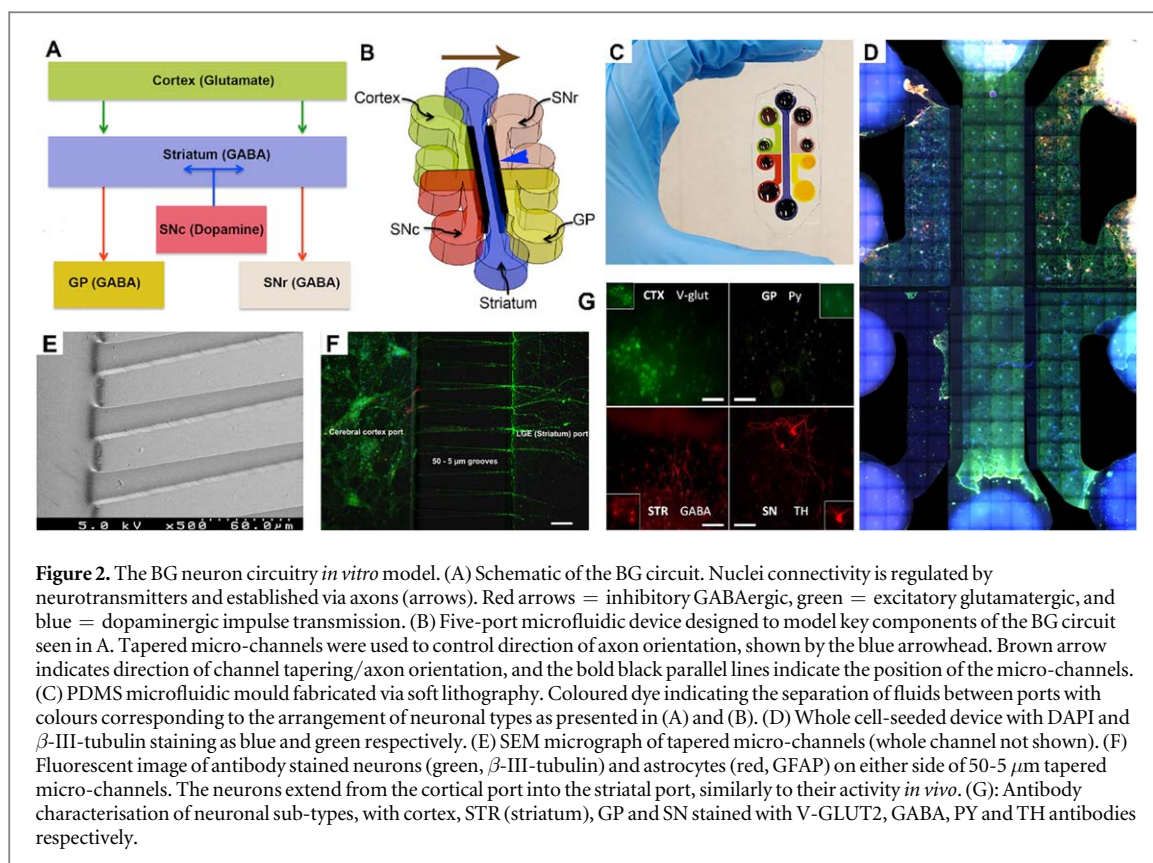 A
Cortex (Glutamate)
Striatum (GABA)
SNc (Dopamine)
GP (GABA)
SNr (GABA)
B
Cortex
SNr
SNc
GP
Striatum
C
D
E
5.0 kV x500 60.0μm
F
Cerebral cortex port
50 - 5 μm grooves
LGE (Striatum) port
G
CTX V-glut
GP Py
STR GABA
SN TH
Figure 2. The BG neuron circuitry in vitro model. (A) Schematic of the BG circuit. Nuclei connectivity is regulated by
neurotransmitters and established via axons (arrows). Red arrows = inhibitory GABAergic, green = excitatory glutamatergic, and
blue = dopaminergic impulse transmission. (B) Five-port microfluidic device designed to model key components of the BG circuit
seen in A. Tapered micro-channels were used to control direction of axon orientation, shown by the blue arrowhead. Brown arrow
indicates direction of channel tapering/axon orientation, and the bold black parallel lines indicate the position of the micro-channels.
(C) PDMS microfluidic mould fabricated via soft lithography. Coloured dye indicating the separation of fluids between ports with
colours corresponding to the arrangement of neuronal types as presented in (A) and (B). (D) Whole cell-seeded device with DAPI and
β-III-tubulin staining as blue and green respectively. (E) SEM micrograph of tapered micro-channels (whole channel not shown). (F)
Fluorescent image of antibody stained neurons (green, β-III-tubulin) and astrocytes (red, GFAP) on either side of 50-5 μm tapered
micro-channels. The neurons extend from the cortical port into the striatal port, similarly to their activity in vivo. (G): Antibody
characterisation of neuronal sub-types, with cortex, STR (striatum), GP and SN stained with V-GLUT2, GABA, PY and TH antibodies
respectively.